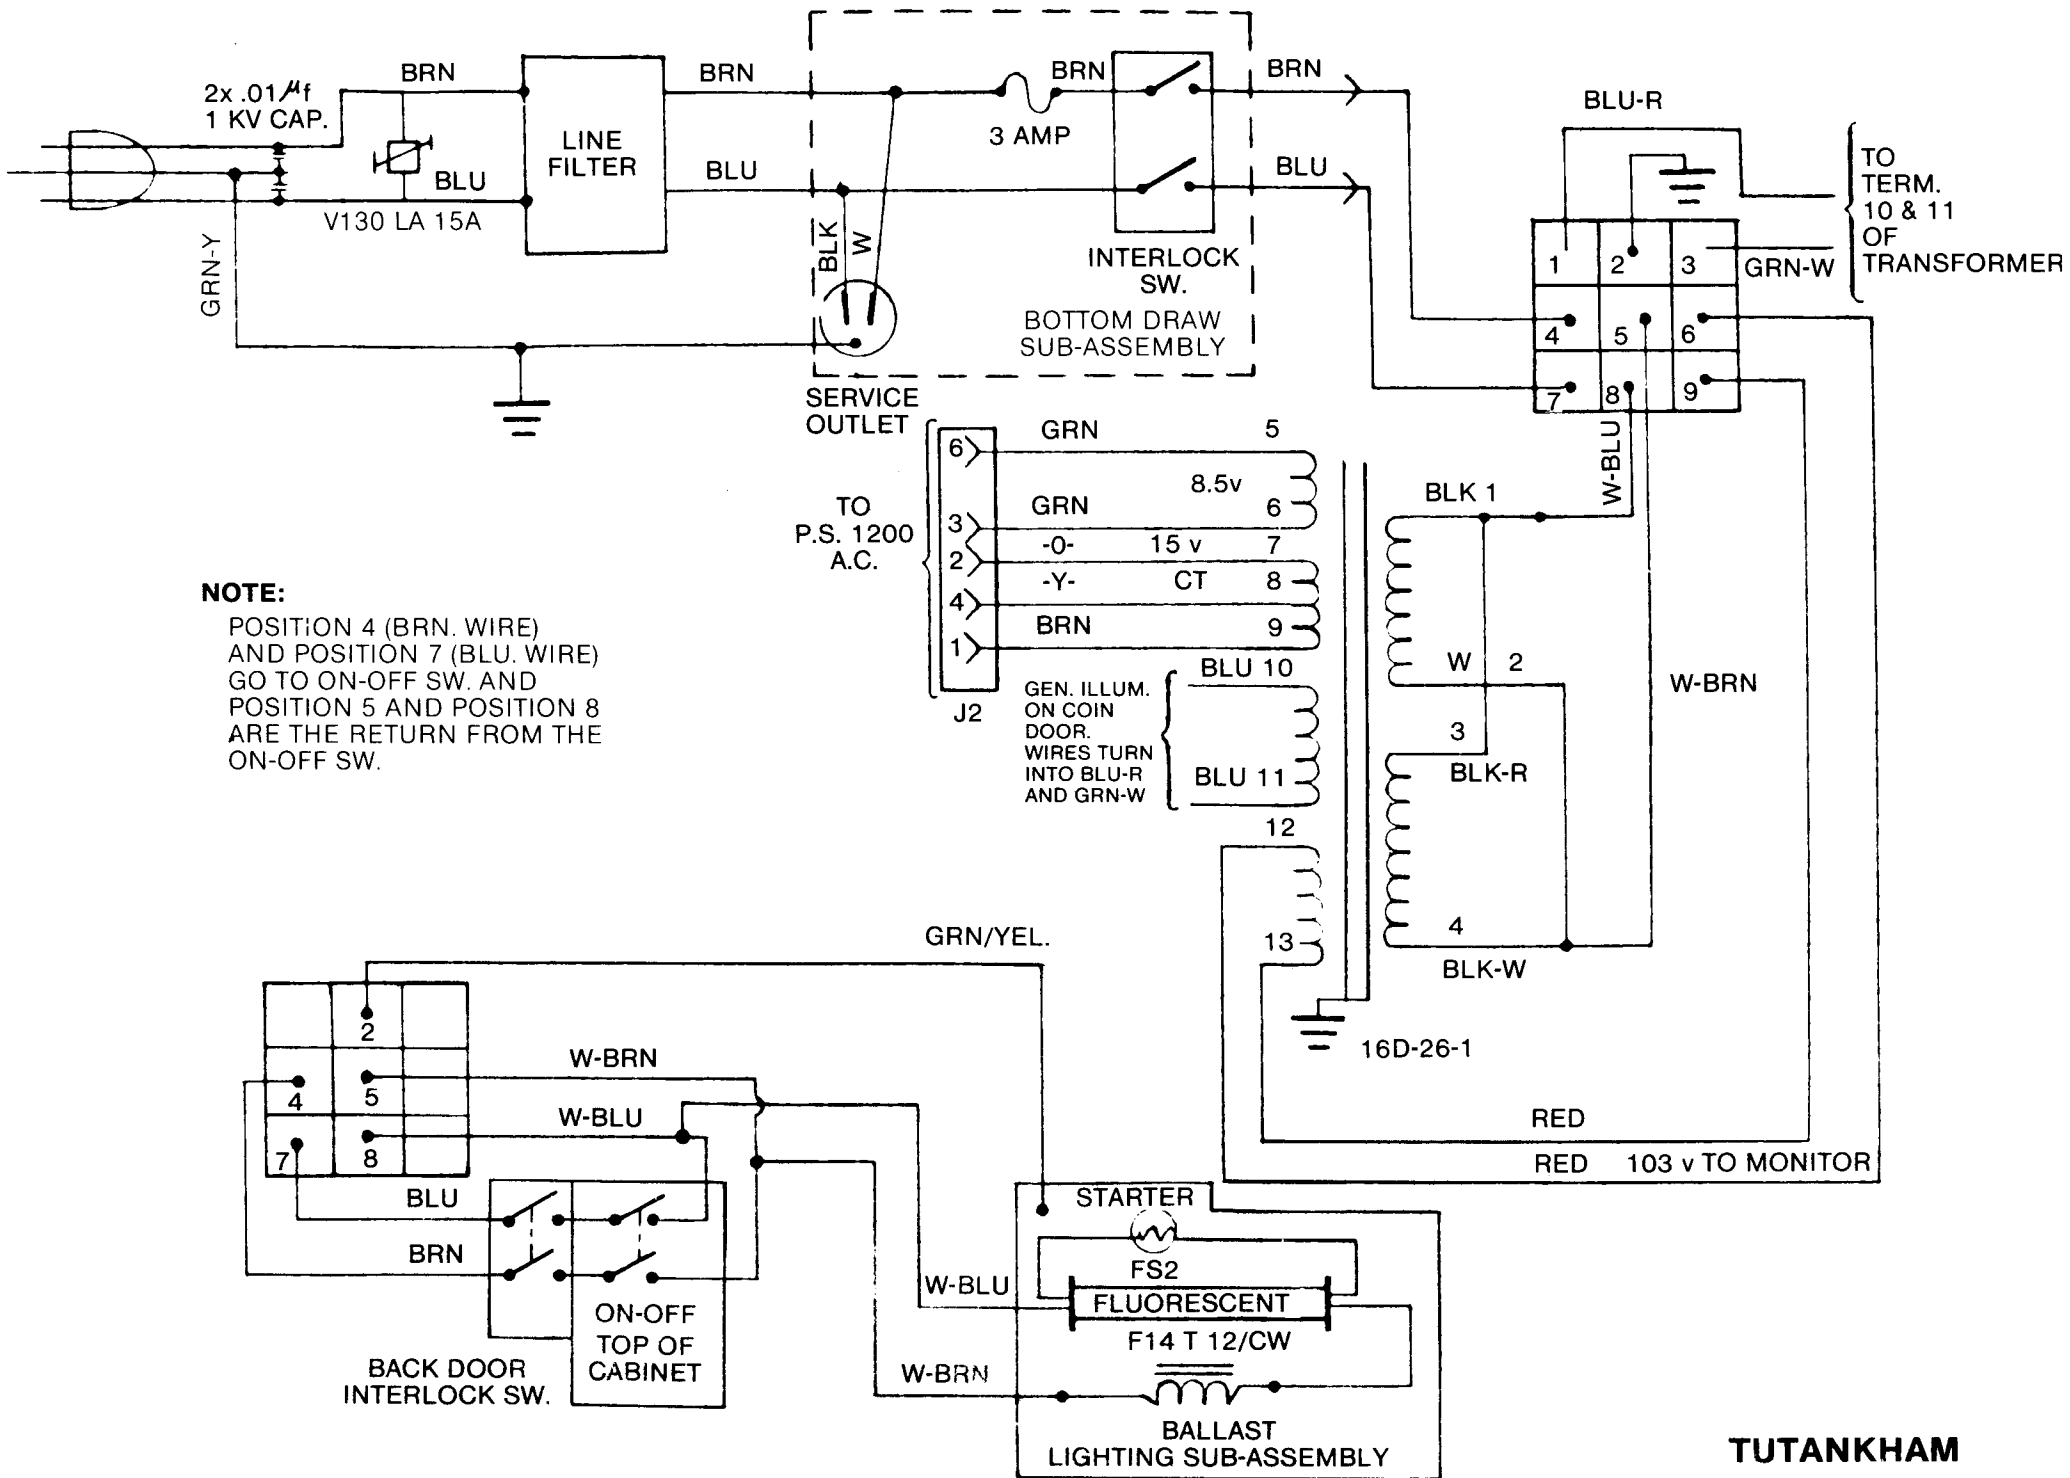 2x .01µf
1 KV CAP.
BRN
BLU
V130 LA 15A
GRN-Y
LINE
FILTER
BRN
BLU
BLK
W
3 AMP
BRN
INTERLOCK
SW.
BOTTOM DRAW
SUB-ASSEMBLY
SERVICE
OUTLET
BRN
BLU
BLU-R
TO
TERM.
10 & 11
OF
TRANSFORMER
GRN-W
1 2 3
4 5 6
7 8 9
W-BLU
TO
P.S. 1200
A.C.
6
3
2
4
1
J2
GRN 5
8.5v
GRN 6
-0- 15 v 7
-Y- CT 8
BRN 9
BLU 10
GEN. ILLUM.
ON COIN
DOOR.
WIRES TURN
INTO BLU-R
AND GRN-W
BLU 11
12
13
BLK 1
W 2
3
BLK-R
4
BLK-W
W-BRN
16D-26-1
RED
RED 103 v TO MONITOR
NOTE:
POSITION 4 (BRN. WIRE)
AND POSITION 7 (BLU. WIRE)
GO TO ON-OFF SW. AND
POSITION 5 AND POSITION 8
ARE THE RETURN FROM THE
ON-OFF SW.
GRN/YEL.
2
4 5
7 8
W-BRN
W-BLU
BLU
BRN
ON-OFF
TOP OF
CABINET
BACK DOOR
INTERLOCK SW.
W-BLU
W-BRN
STARTER
FS2
FLUORESCENT
F14 T 12/CW
BALLAST
LIGHTING SUB-ASSEMBLY
TUTANKHAM